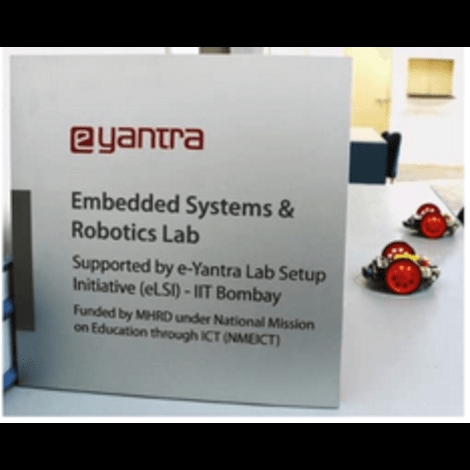 e yantra
Embedded Systems &
Robotics Lab
Supported by e-Yantra Lab Setup
Initiative (eLSI) - IIT Bombay
Funded by MHRD under National Mission
on Education through ICT (NMEICT)